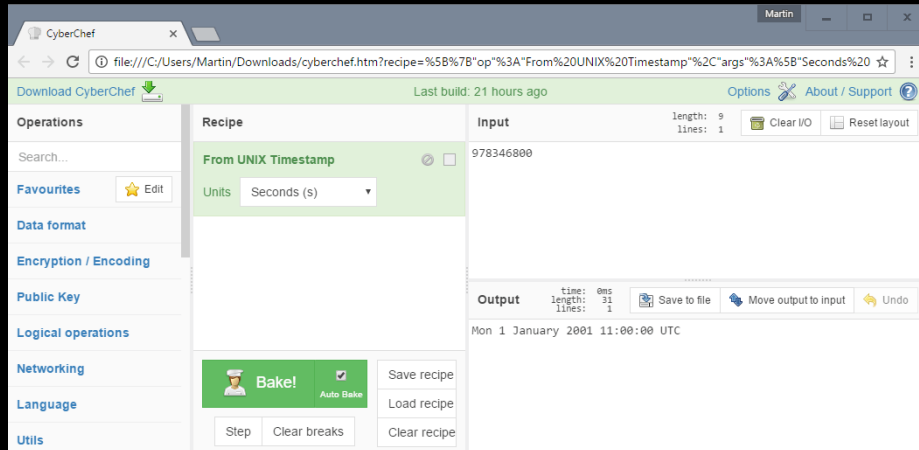 Martin
CyberChef
file:///C:/Users/Martin/Downloads/cyberchef.htm?recipe=%5B%7B"op"%3A"From%20UNIX%20Timestamp"%2C"args"%3A%5B"Seconds%20
Download CyberChef
Last build: 21 hours ago
Options
About / Support
Operations
Search...
Favourites
Edit
Data format
Encryption / Encoding
Public Key
Logical operations
Networking
Language
Utils
Recipe
From UNIX Timestamp
Units Seconds (s)
Bake!
Auto Bake
Step
Clear breaks
Save recipe
Load recipe
Clear recipe
Input
length: 9
lines: 1
Clear I/O
Reset layout
978346800
Output
time: 0ms
length: 31
lines: 1
Save to file
Move output to input
Undo
Mon 1 January 2001 11:00:00 UTC